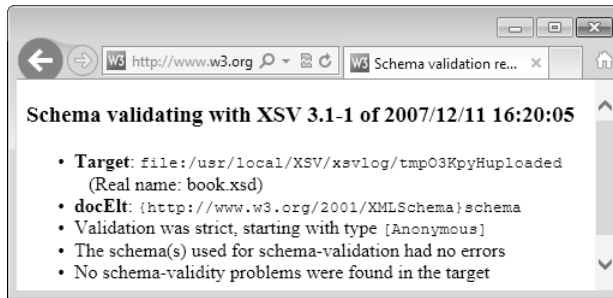 W3 http://www.w3.org
W3 Schema validation re...
Schema validating with XSV 3.1-1 of 2007/12/11 16:20:05
• Target: file:/usr/local/XSV/xsvlog/tmpO3KpyHuploaded
(Real name: book.xsd)
• docElt: {http://www.w3.org/2001/XMLSchema}schema
• Validation was strict, starting with type [Anonymous]
• The schema(s) used for schema-validation had no errors
• No schema-validity problems were found in the target